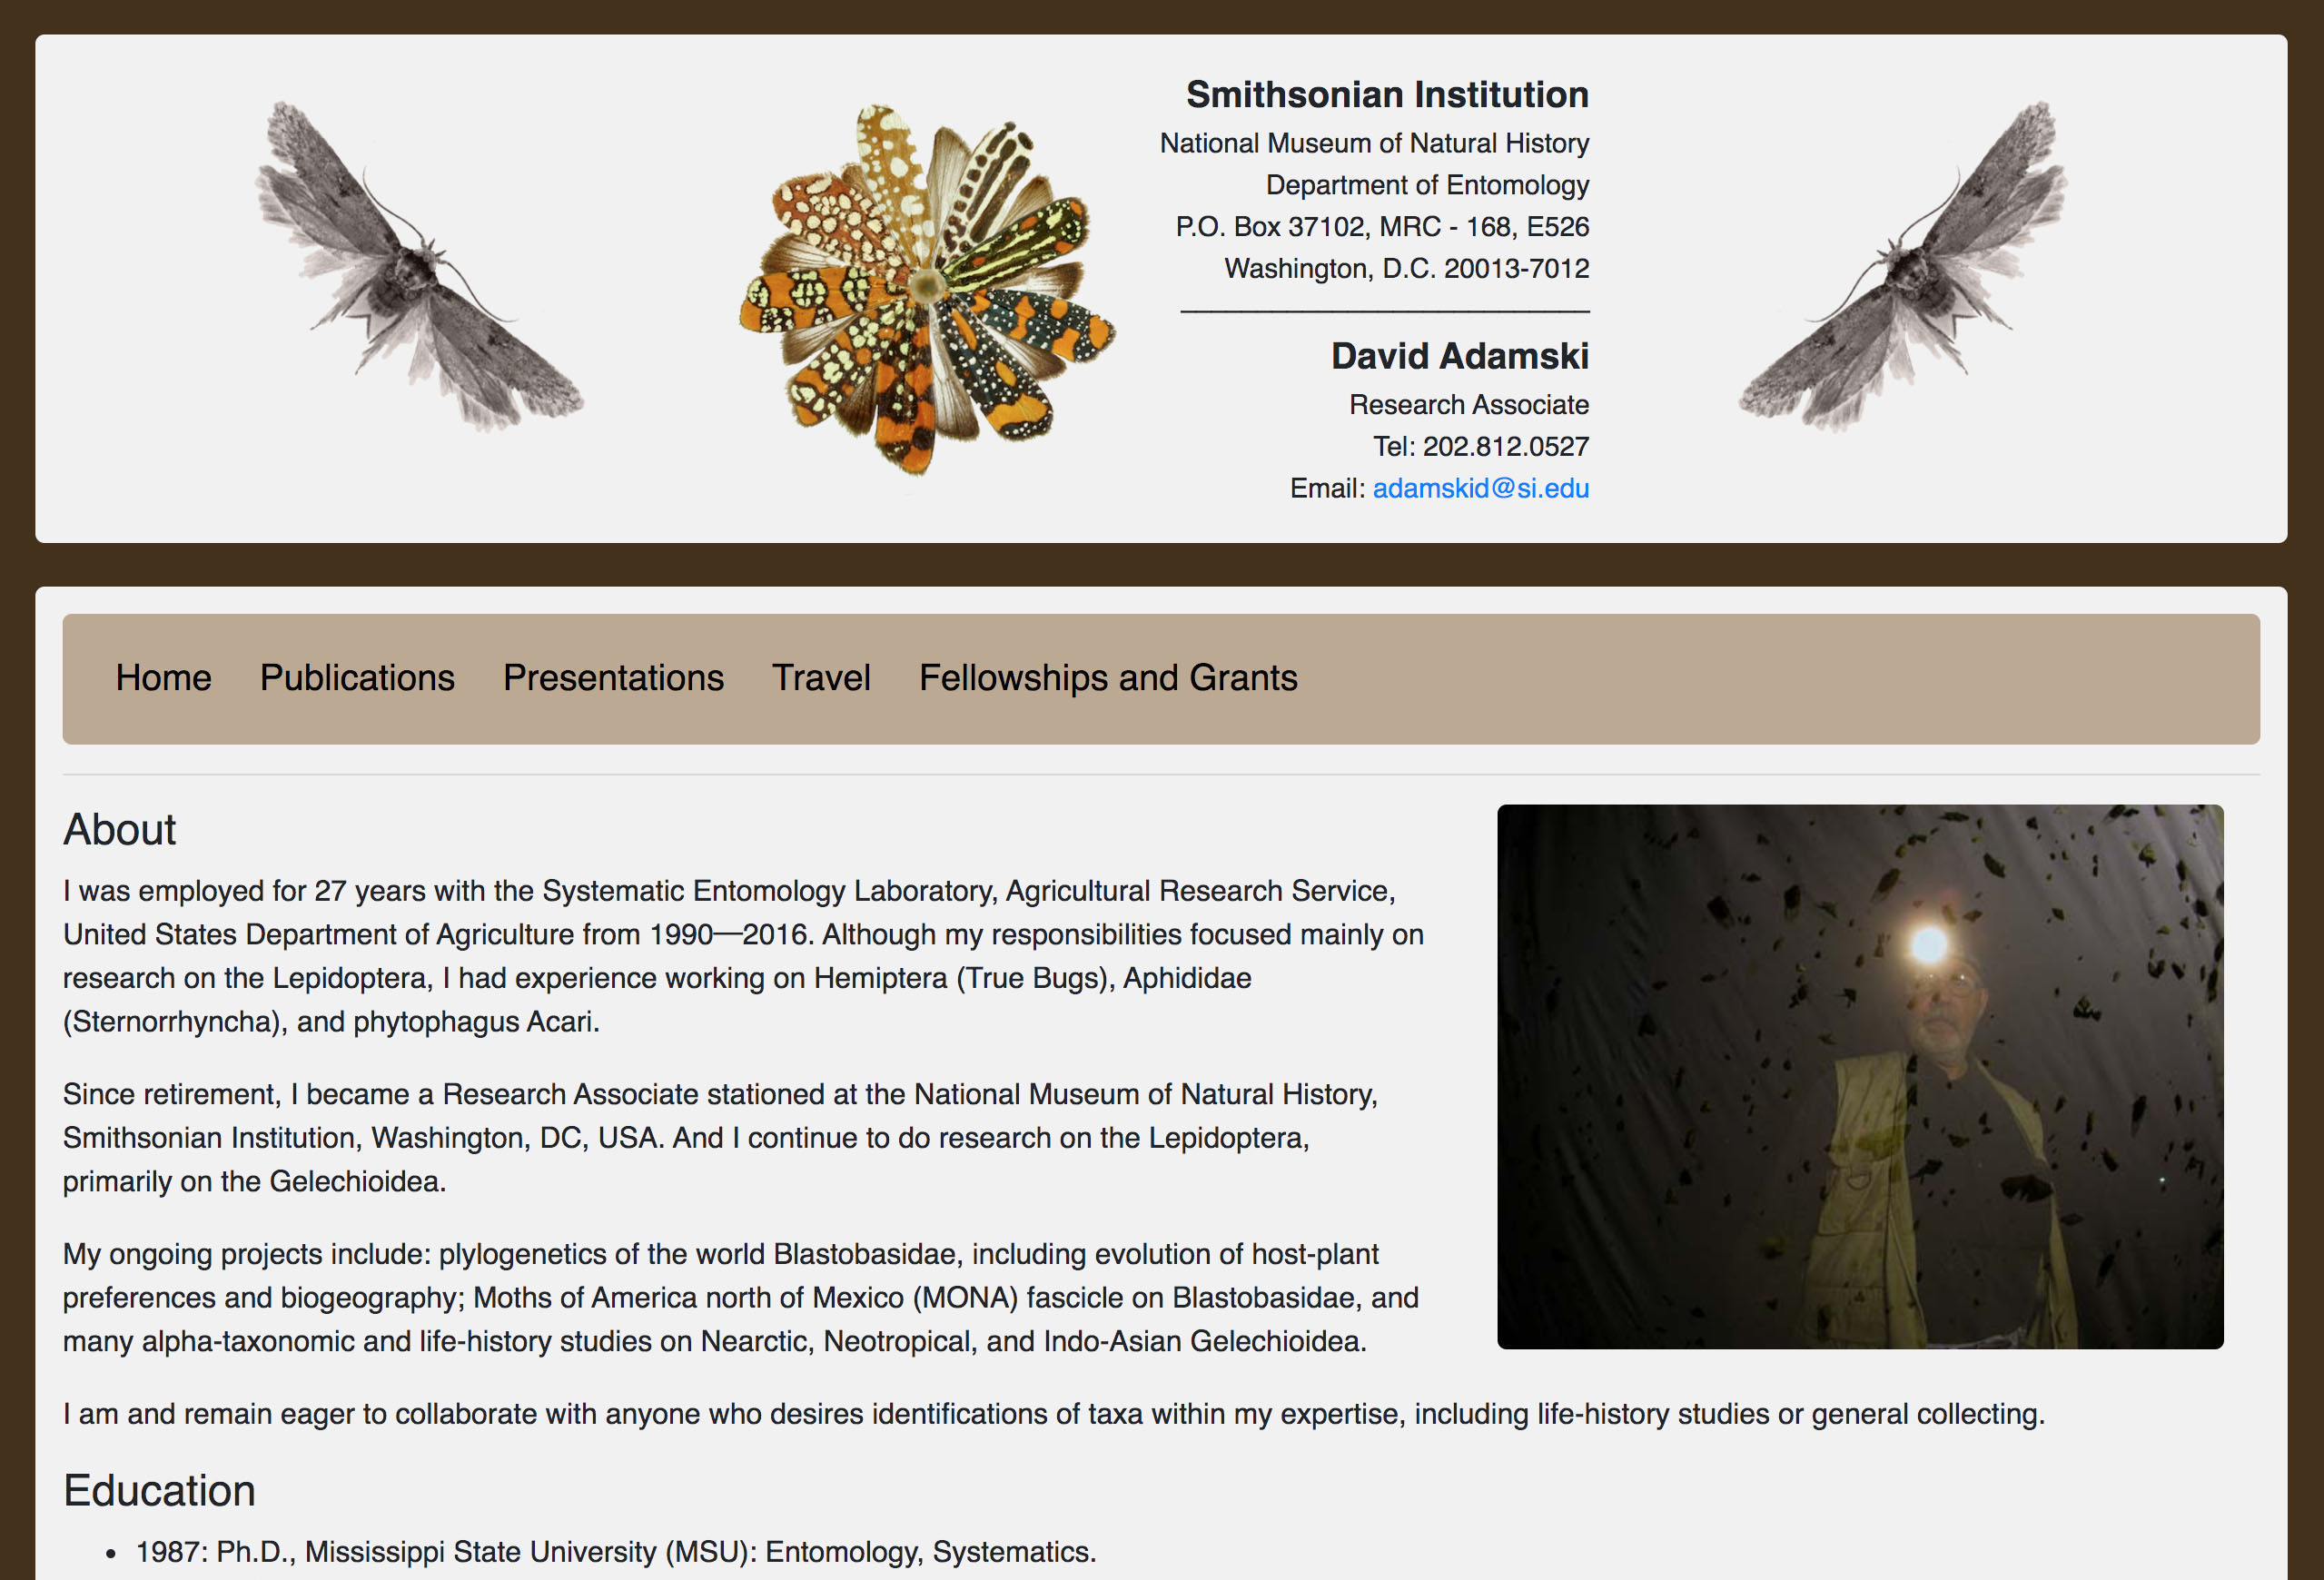 Smithsonian Institution
National Museum of Natural History
Department of Entomology
P.O. Box 37102, MRC - 168, E526
Washington, D.C. 20013-7012
David Adamski
Research Associate
Tel: 202.812.0527
Email: adamskid@si.edu
Home Publications Presentations Travel Fellowships and Grants
About
I was employed for 27 years with the Systematic Entomology Laboratory, Agricultural Research Service,
United States Department of Agriculture from 1990—2016. Although my responsibilities focused mainly on
research on the Lepidoptera, I had experience working on Hemiptera (True Bugs), Aphididae
(Sternorrhyncha), and phytophagus Acari.
Since retirement, I became a Research Associate stationed at the National Museum of Natural History,
Smithsonian Institution, Washington, DC, USA. And I continue to do research on the Lepidoptera,
primarily on the Gelechioidea.
My ongoing projects include: plylogenetics of the world Blastobasidae, including evolution of host-plant
preferences and biogeography; Moths of America north of Mexico (MONA) fascicle on Blastobasidae, and
many alpha-taxonomic and life-history studies on Nearctic, Neotropical, and Indo-Asian Gelechioidea.
I am and remain eager to collaborate with anyone who desires identifications of taxa within my expertise, including life-history studies or general collecting.
Education
• 1987: Ph.D., Mississippi State University (MSU): Entomology, Systematics.